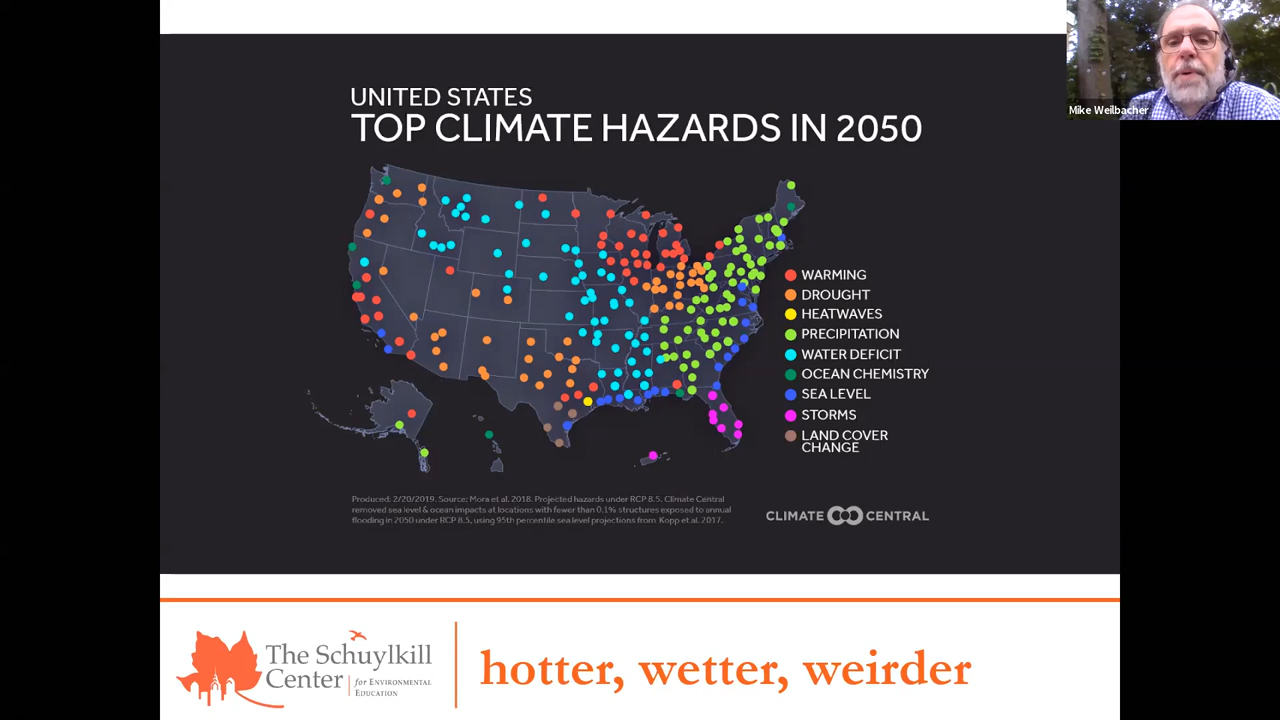 UNITED STATES
TOP CLIMATE HAZARDS IN 2050
Mike Weilbacher
WARMING
DROUGHT
HEATWAVES
PRECIPITATION
WATER DEFICIT
OCEAN CHEMISTRY
SEA LEVEL
STORMS
LAND COVER
CHANGE
Produced: 2/20/2019. Source: Mora et al. 2018. Projected hazards under RCP 8.5. Climate Central
removed sea level & ocean impacts at locations with fewer than 0.1% structures exposed to annual
flooding in 2050 under RCP 8.5, using 95th percentile sea level projections from Kopp et al. 2017.
CLIMATE CENTRAL
The Schuylkill
Center
for Environmental
Education
hotter, wetter, weirder